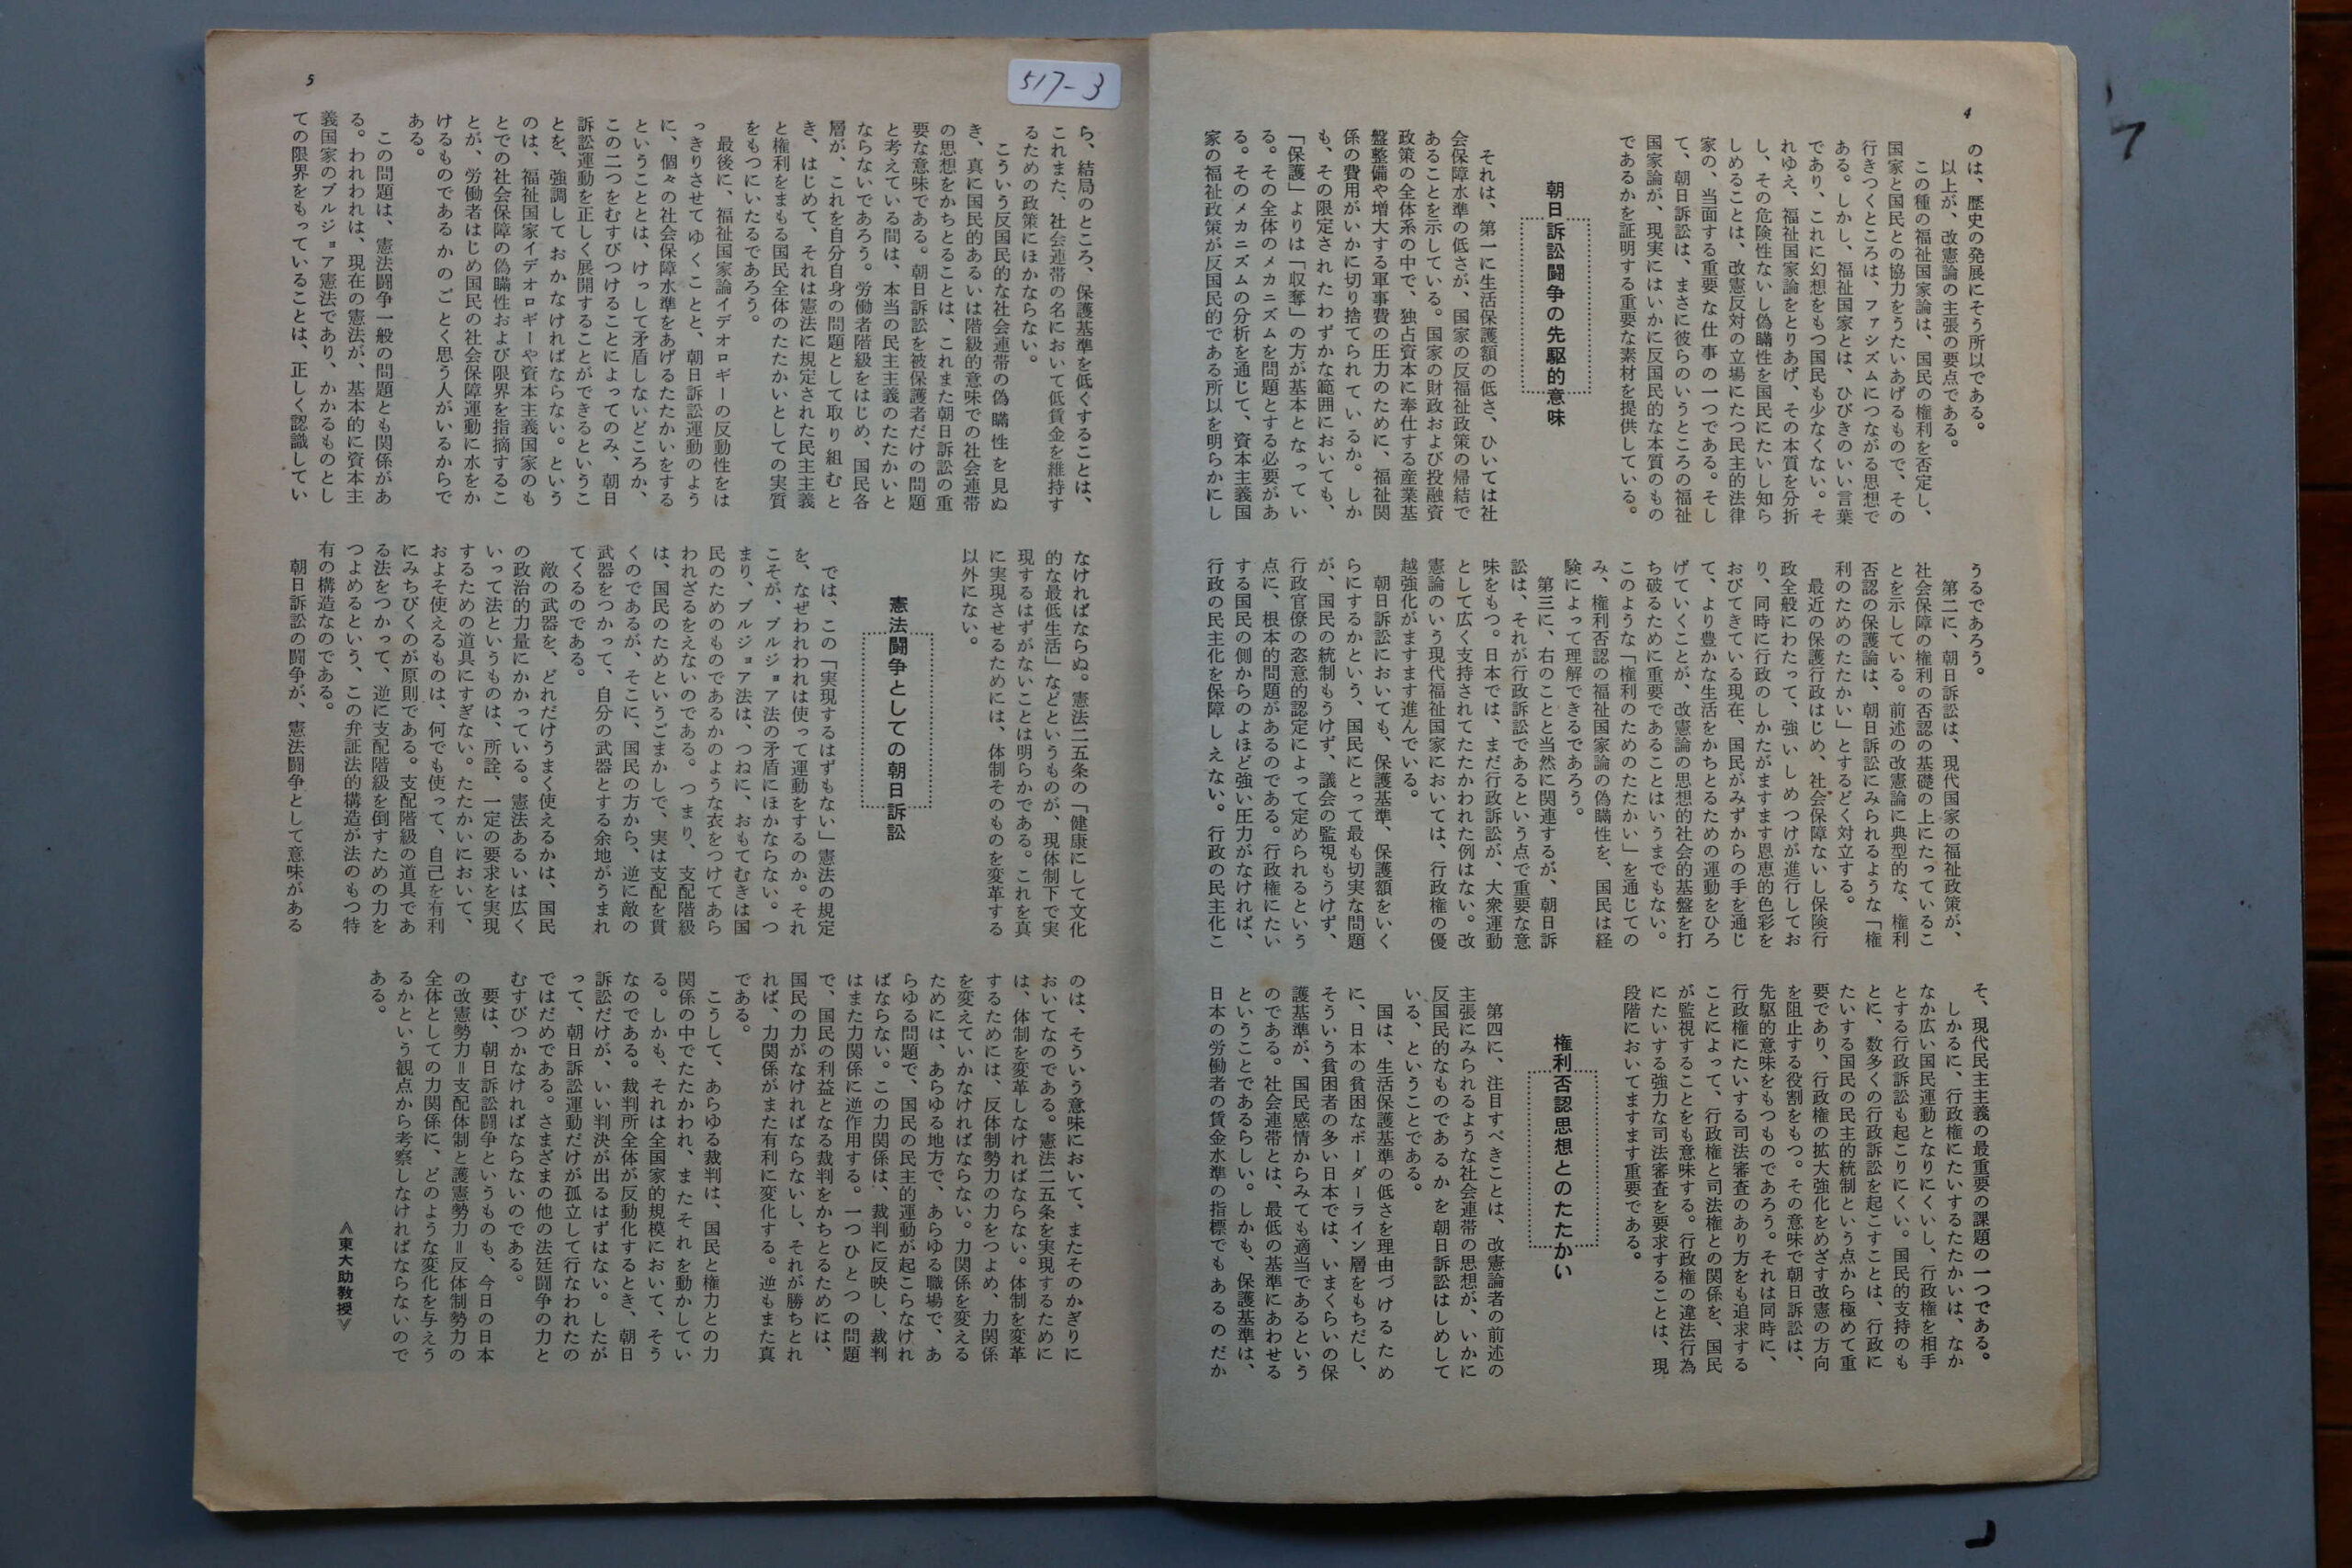 4
のは、歴史の発展にそう所以である。
以上が、改憲論の主張の要点である。
この種の福祉国家論は、国民の権利を否定し、
国家と国民との協力をうたいあげるもので、その
行きつくところは、ファシズムにつながる思想で
ある。しかし、福祉国家とは、ひびきのいい言葉
であり、これに幻想をもつ国民も少なくない。そ
れゆえ、福祉国家論をとりあげ、その本質を分折
し、その危険性ないし偽瞞性を国民にたいし知ら
しめることは、改憲反対の立場にたつ民主的法律
家の、当面する重要な仕事の一つである。そし
て、朝日訴訟は、まさに彼らのいうところの福祉
国家論が、現実にはいかに反国民的な本質のもの
であるかを証明する重要な素材を提供している。
朝日訴訟闘争の先駆的意味
それは、第一に生活保護額の低さ、ひいては社
会保障水準の低さが、国家の反福祉政策の帰結で
あることを示している。国家の財政および投融資
政策の全体系の中で、独占資本に奉仕する産業基
盤整備や増大する軍事費の圧力のために、福祉関
係の費用がいかに切り捨てられているか。しか
も、その限定されたわずかな範囲においても、
「保護」よりは「収奪」の方が基本となってい
る。その全体のメカニズムを問題とする必要があ
る。そのメカニズムの分析を通じて、資本主義国
家の福祉政策が反国民的である所以を明らかにし
うるであろう。
第二に、朝日訴訟は、現代国家の福祉政策が、
社会保障の権利の否認の基礎の上にたっているこ
とを示している。前述の改憲論に典型的な、権利
否認の保護論は、朝日訴訟にみられるような「権
利のためのたたかい」とするどく対立する。
最近の保護行政はじめ、社会保障ないし保険行
政全般にわたって、強いしめつけが進行してお
り、同時に行政のしかたがますます恩恵的色彩を
おびてきている現在、国民がみずからの手を通じ
て、より豊かな生活をかちとるための運動をひろ
げていくことが、改憲論の思想的社会的基盤を打
ち破るために重要であることはいうまでもない。
このような「権利のためのたたかい」を通じての
み、権利否認の福祉国家論の偽瞞性を、国民は経
験によって理解できるであろう。
第三に、右のことと当然に関連するが、朝日訴
訟は、それが行政訴訟であるという点で重要な意
味をもつ。日本では、まだ行政訴訟が、大衆運動
として広く支持されてたたかわれた例はない。改
憲論のいう現代福祉国家においては、行政権の優
越強化がますます進んでいる。
朝日訴訟においても、保護基準、保護額をいく
らにするかという、国民にとって最も切実な問題
が、国民の統制もうけず、議会の監視もうけず、
行政官僚の恣意的認定によって定められるという
点に、根本的問題があるのである。行政権にたい
する国民の側からのよほど強い圧力がなければ、
行政の民主化を保障しえない。行政の民主化こ
そ、現代民主主義の最重要の課題の一つである。
しかるに、行政権にたいするたたかいは、なか
なか広い国民運動となりにくいし、行政権を相手
とする行政訴訟も起こりにくい。国民的支持のも
とに、数多くの行政訴訟を起こすことは、行政に
たいする国民の民主的統制という点から極めて重
要であり、行政権の拡大強化をめざす改憲の方向
を阻止する役割をもつ。その意味で朝日訴訟は、
先駆的意味をもつものであろう。それは同時に、
行政権にたいする司法審査のあり方をも追求する
ことによって、行政権と司法権との関係を、国民
が監視することをも意味する。行政権の違法行為
にたいする強力な司法審査を要求することは、現
段階においてますます重要である。
権利否認思想とのたたかい
第四に、注目すべきことは、改憲論者の前述の
主張にみられるような社会連帯の思想が、いかに
反国民的なものであるかを朝日訴訟はしめして
いる、ということである。
国は、生活保護基準の低さを理由づけるため
に、日本の貧困なボーダーライン層をもちだし、
そういう貧困者の多い日本では、いまくらいの保
護基準が、国民感情からみても適当であるという
のである。社会連帯とは、最低の基準にあわせる
ということであるらしい。しかも、保護基準は、
日本の労働者の賃金水準の指標でもあるのだか
517-3
5
ら、結局のところ、保護基準を低くすることは、
これまた、社会連帯の名において低賃金を維持す
るための政策にほかならない。
こういう反国民的な社会連帯の偽瞞性を見ぬ
き、真に国民的あるいは階級的意味での社会連帯
の思想をかちとることは、これまた朝日訴訟の重
要な意味である。朝日訴訟を被保護者だけの問題
と考えている間は、本当の民主主義のたたかいと
ならないであろう。労働者階級をはじめ、国民各
層が、これを自分自身の問題として取り組むと
き、はじめて、それは憲法に規定された民主主義
と権利をまもる国民全体のたたかいとしての実質
をもつにいたるであろう。
最後に、福祉国家論イデオロギーの反動性をは
っきりさせてゆくことと、朝日訴訟運動のよう
に、個々の社会保障水準をあげるたたかいをする
ということとは、けっして矛盾しないどころか、
この二つをむすびつけることによってのみ、朝日
訴訟運動を正しく展開することができるというこ
とを、強調しておかなければならない。という
のは、福祉国家イデオロギーや資本主義国家のも
とでの社会保障の偽瞞性および限界を指摘するこ
とが、労働者はじめ国民の社会保障運動に水をか
けるものであるかのごとく思う人がいるからで
ある。
この問題は、憲法闘争一般の問題とも関係があ
る。われわれは、現在の憲法が、基本的に資本主
義国家のブルジョア憲法であり、かかるものとし
ての限界をもっていることは、正しく認識してい
なければならぬ。憲法二五条の「健康にして文化
的な最低生活」などというものが、現体制下で実
現するはずがないことは明らかである。これを真
に実現させるためには、体制そのものを変革する
以外にない。
憲法闘争としての朝日訴訟
では、この「実現するはずもない」憲法の規定
を、なぜわれわれは使って運動をするのか。それ
こそが、ブルジョア法の矛盾にほかならない。つ
まり、ブルジョア法は、つねに、おもてむきは国
民のためのものであるかのような衣をつけてあら
われざるをえないのである。つまり、支配階級
は、国民のためというごまかしで、実は支配を貫
くのであるが、そこに、国民の方から、逆に敵の
武器をつかって、自分の武器とする余地がうまれ
てくるのである。
敵の武器を、どれだけうまく使えるかは、国民
の政治的力量にかかっている。憲法あるいは広く
いって法というものは、所詮、一定の要求を実現
するための道具にすぎない。たたかいにおいて、
およそ使えるものは、何でも使って、自己を有利
にみちびくのが原則である。支配階級の道具であ
る法をつかって、逆に支配階級を倒すための力を
つよめるという、この弁証法的構造が法のもつ特
有の構造なのである。
朝日訴訟の闘争が、憲法闘争として意味がある
のは、そういう意味において、またそのかぎりに
おいてなのである。憲法二五条を実現するために
は、体制を変革しなければならない。体制を変革
するためには、反体制勢力の力をつよめ、力関係
を変えていかなければならない。力関係を変える
ためには、あらゆる地方で、あらゆる職場で、あ
らゆる問題で、国民の民主的運動が起こらなけれ
ばならない。この力関係は、裁判に反映し、裁判
はまた力関係に逆作用する。一つひとつの問題
で、国民の利益となる裁判をかちとるためには、
国民の力がなければならないし、それが勝ちとれ
れば、力関係がまた有利に変化する。逆もまた真
である。
こうして、あらゆる裁判は、国民と権力との力
関係の中でたたかわれ、またそれを動かしてい
る。しかも、それは全国家的規模において、そう
なのである。裁判所全体が反動化するとき、朝日
訴訟だけが、いい判決が出るはずはない。したが
って、朝日訴訟運動だけが孤立して行なわれたの
ではだめである。さまざまの他の法廷闘争の力と
むすびつかなければならないのである。
要は、朝日訴訟闘争というものも、今日の日本
の改憲勢力＝支配体制と護憲勢力＝反体制勢力の
全体としての力関係に、どのような変化を与えう
るかという観点から考察しなければならないので
ある。
≪東大助教授≫
7